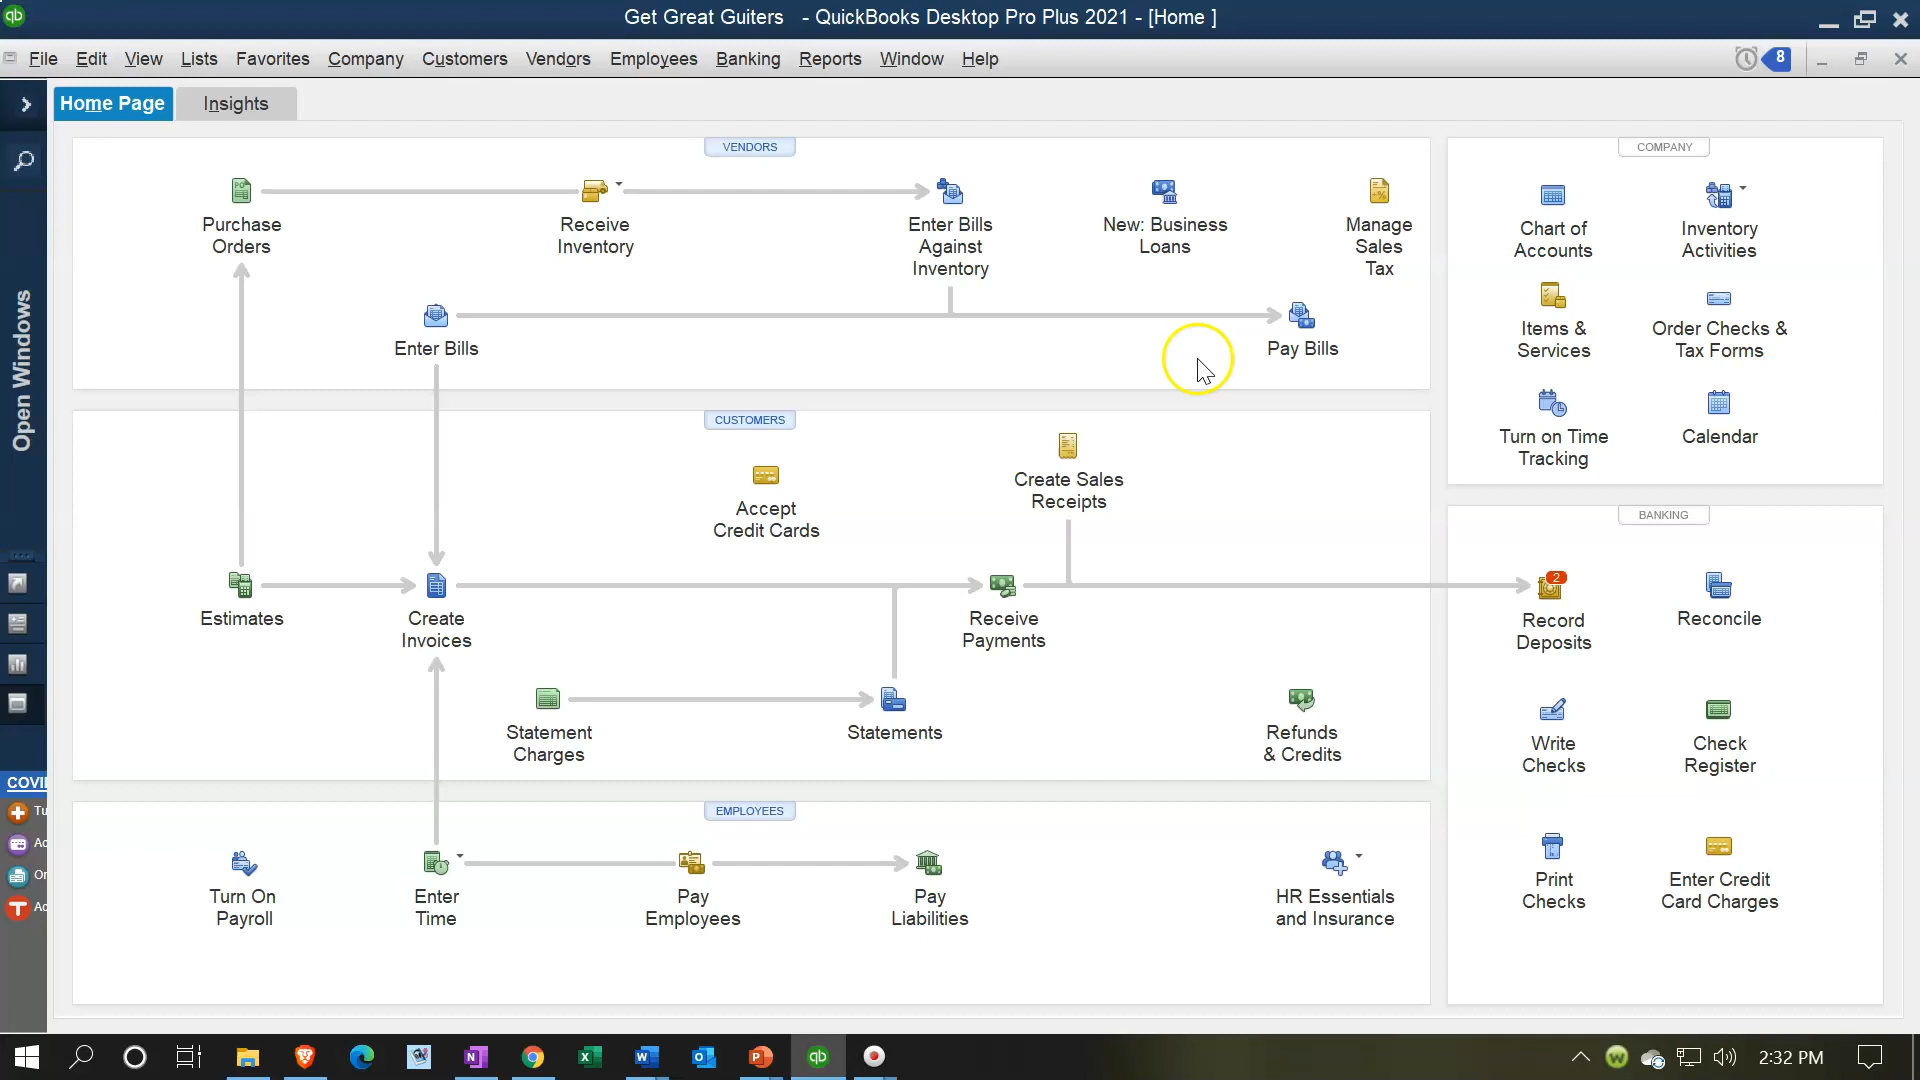 qb
Get Great Guiters - QuickBooks Desktop Pro Plus 2021 - [Home ]
File Edit View Lists Favorites Company Customers Vendors Employees Banking Reports Window Help
8
Home Page
Insights
Open Windows
VENDORS
Purchase
Orders
Receive
Inventory
Enter Bills
Against
Inventory
New: Business
Loans
Manage
Sales
Tax
Enter Bills
Pay Bills
CUSTOMERS
Accept
Credit Cards
Create Sales
Receipts
Estimates
Create
Invoices
Receive
Payments
Statement
Charges
Statements
Refunds
& Credits
EMPLOYEES
Turn On
Payroll
Enter
Time
Pay
Employees
Pay
Liabilities
HR Essentials
and Insurance
COMPANY
Chart of
Accounts
Inventory
Activities
Items &
Services
Order Checks &
Tax Forms
Turn on Time
Tracking
Calendar
BANKING
2
Record
Deposits
Reconcile
Write
Checks
Check
Register
Print
Checks
Enter Credit
Card Charges
COVI
Tu
Ac
Or
Ac
2:32 PM